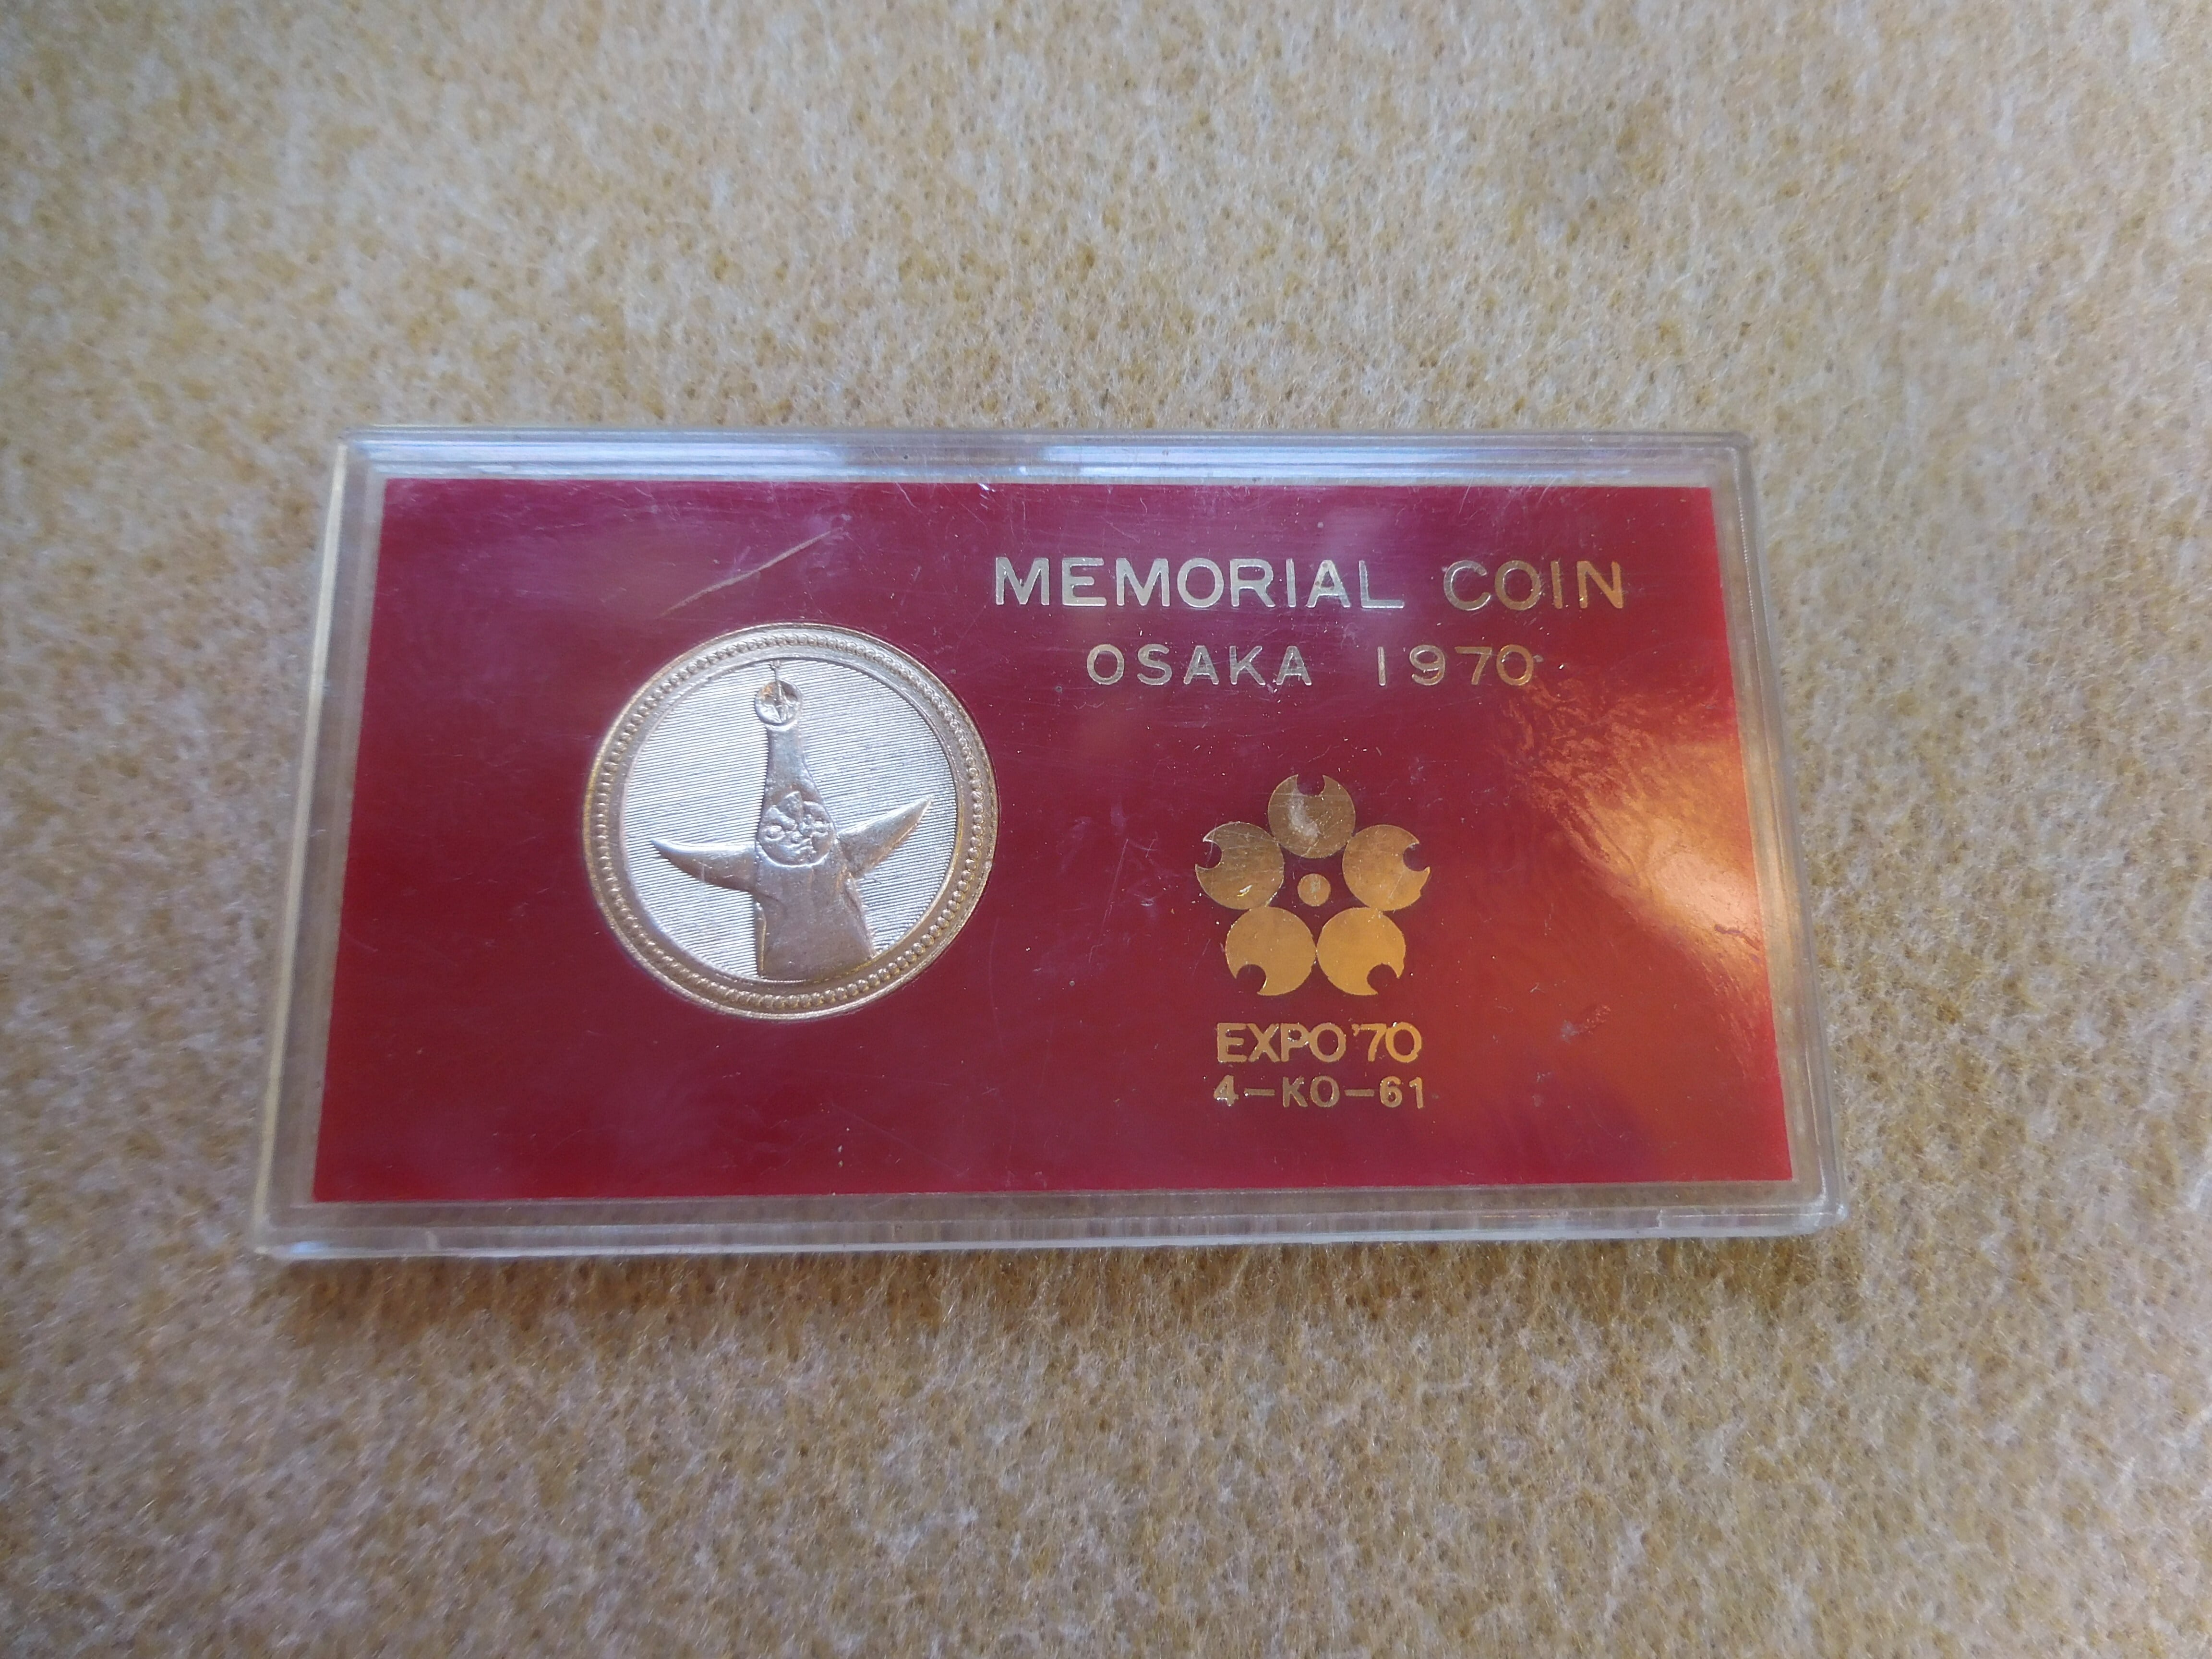 MEMORIAL COIN
OSAKA 1970
EXPO'70
4-KO-61